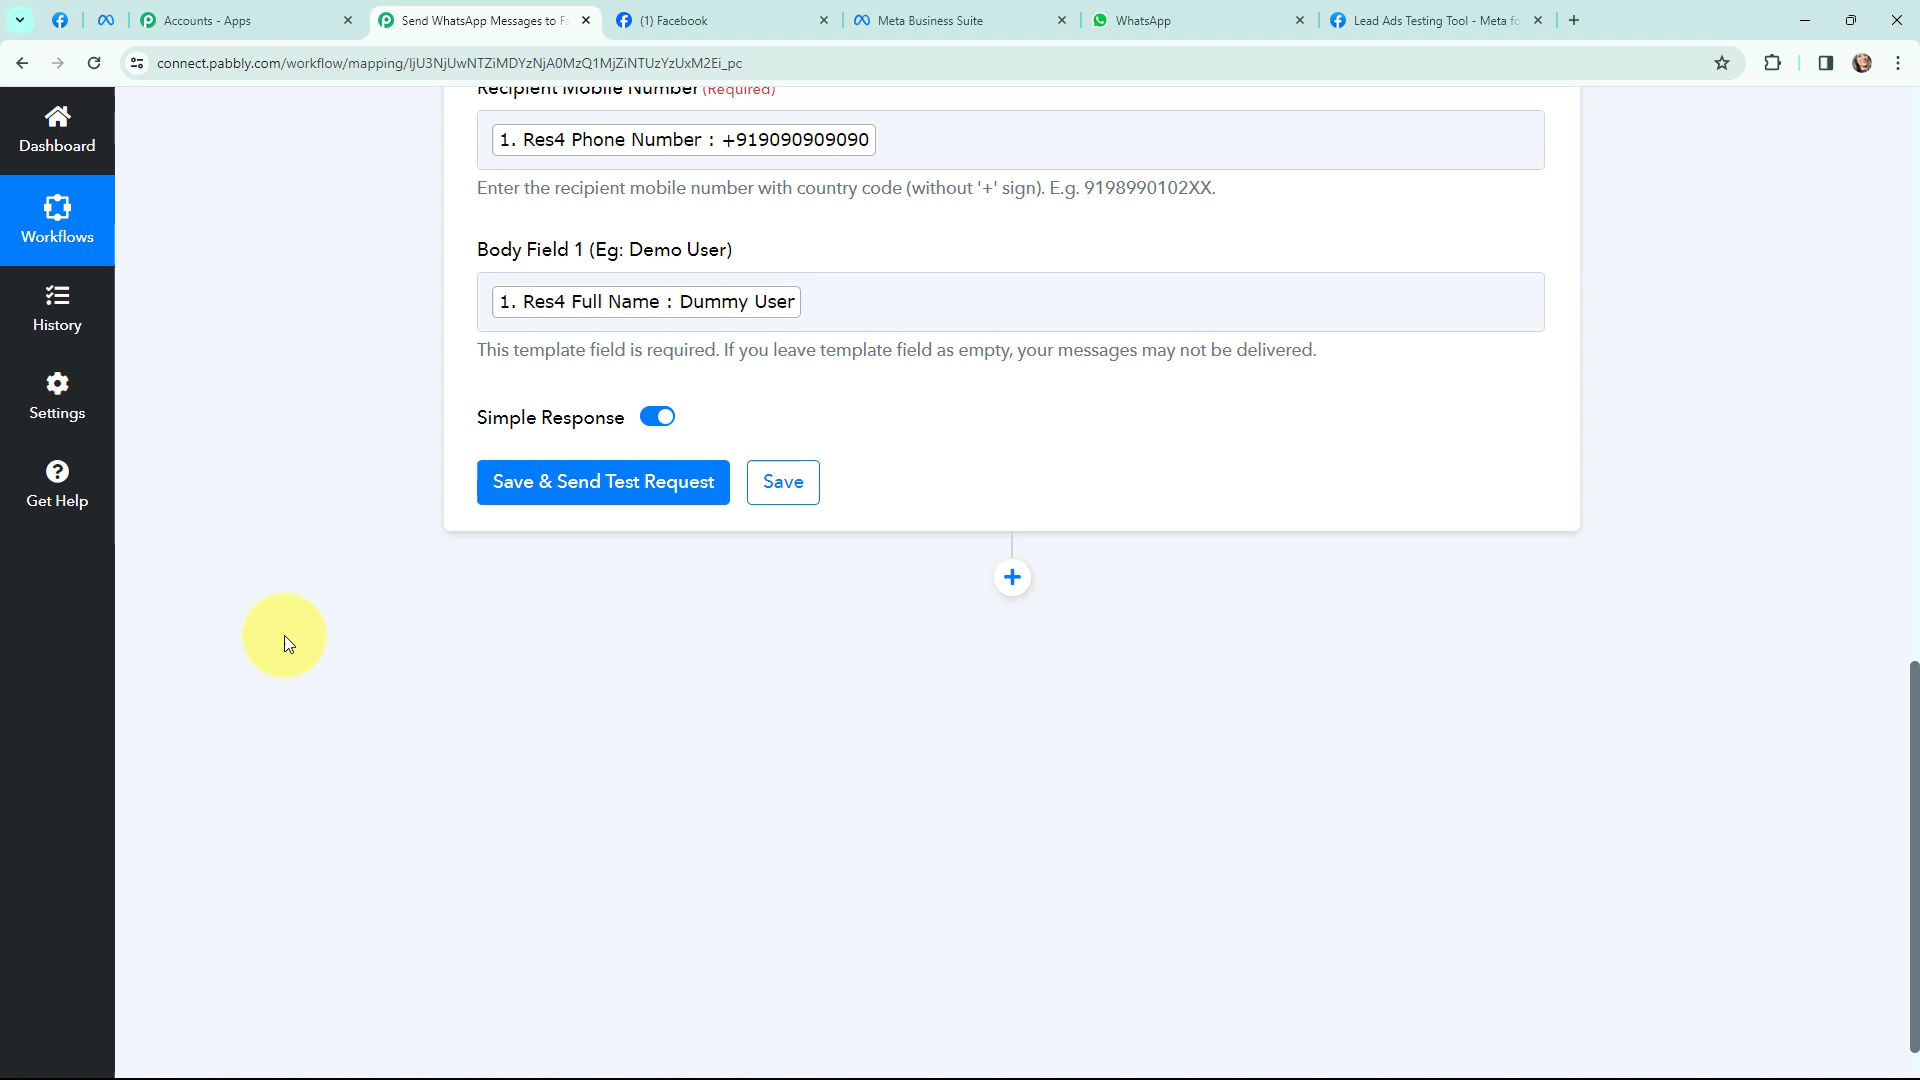 Accounts - Apps
Send WhatsApp Messages to Fa
(1) Facebook
Meta Business Suite
WhatsApp
Lead Ads Testing Tool - Meta fo
connect.pabbly.com/workflow/mapping/IjU3NjUwNTZiMDYzNjA0MzQ1MjZiNTUzYzUxM2Ei_pc
Dashboard
Workflows
History
Settings
Get Help
Recipient Mobile Number (Required)
1. Res4 Phone Number : +919090909090
Enter the recipient mobile number with country code (without '+' sign). E.g. 9198990102XX.
Body Field 1 (Eg: Demo User)
1. Res4 Full Name : Dummy User
This template field is required. If you leave template field as empty, your messages may not be delivered.
Simple Response
Save & Send Test Request
Save